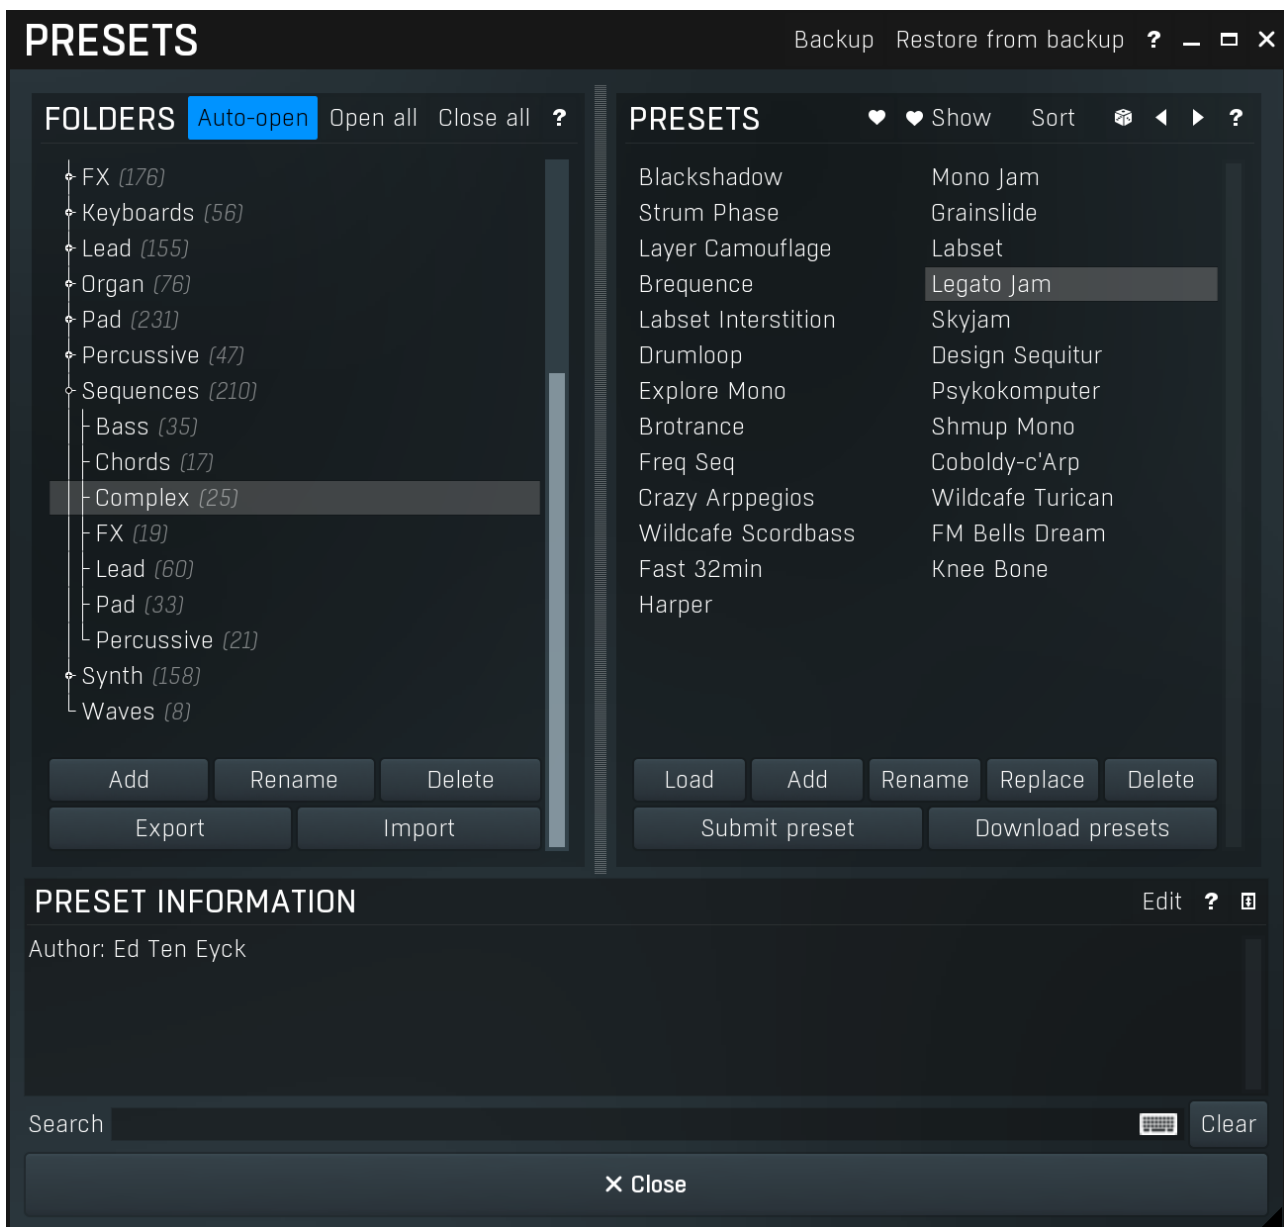 PRESETS Backup Restore from backup ?
FOLDERS Auto-open Open all Close all ?
FX (176)
Keyboards (56)
Lead (155)
Organ (76)
Pad (231)
Percussive (47)
Sequences (210)
Bass (35)
Chords (17)
Complex (25)
FX (19)
Lead (60)
Pad (33)
Percussive (21)
Synth (158)
Waves (8)
Add Rename Delete
Export Import
PRESETS Show Sort ?
Blackshadow Mono Jam
Strum Phase Grainslide
Layer Camouflage Labset
Brequence Legato Jam
Labset Interstition Skyjam
Drumloop Design Sequitur
Explore Mono Psykokomputer
Brotrance Shmup Mono
Freq Seq Coboldy-c'Arp
Crazy Arppegios Wildcafe Turican
Wildcafe Scordbass FM Bells Dream
Fast 32min Knee Bone
Harper
Load Add Rename Replace Delete
Submit preset Download presets
PRESET INFORMATION Edit ?
Author: Ed Ten Eyck
Search Clear
Close